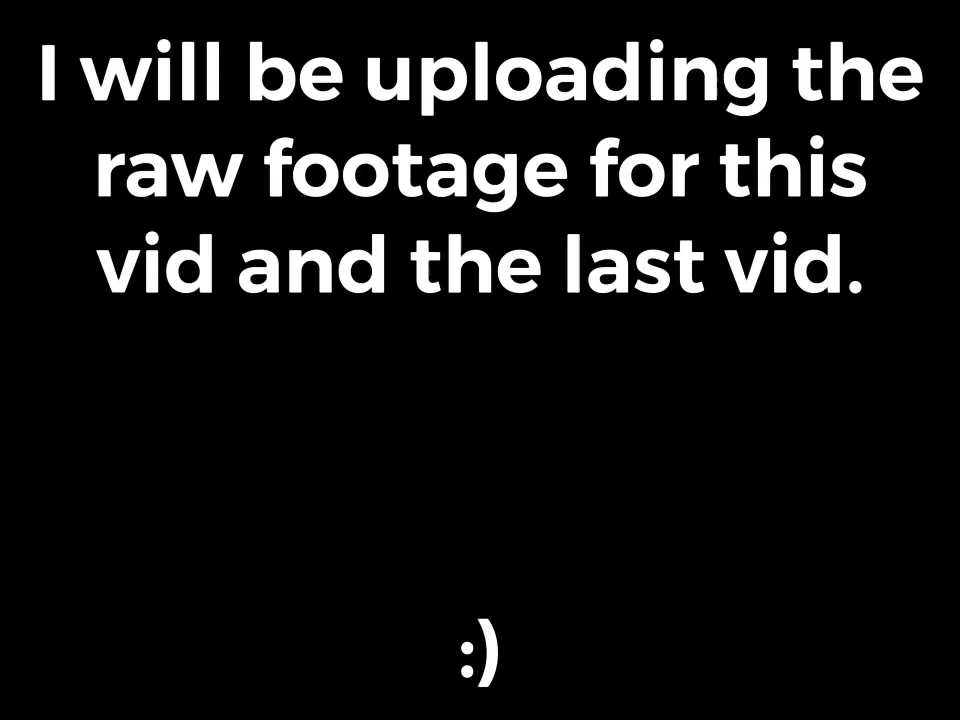 I will be uploading the
raw footage for this
vid and the last vid.
:)